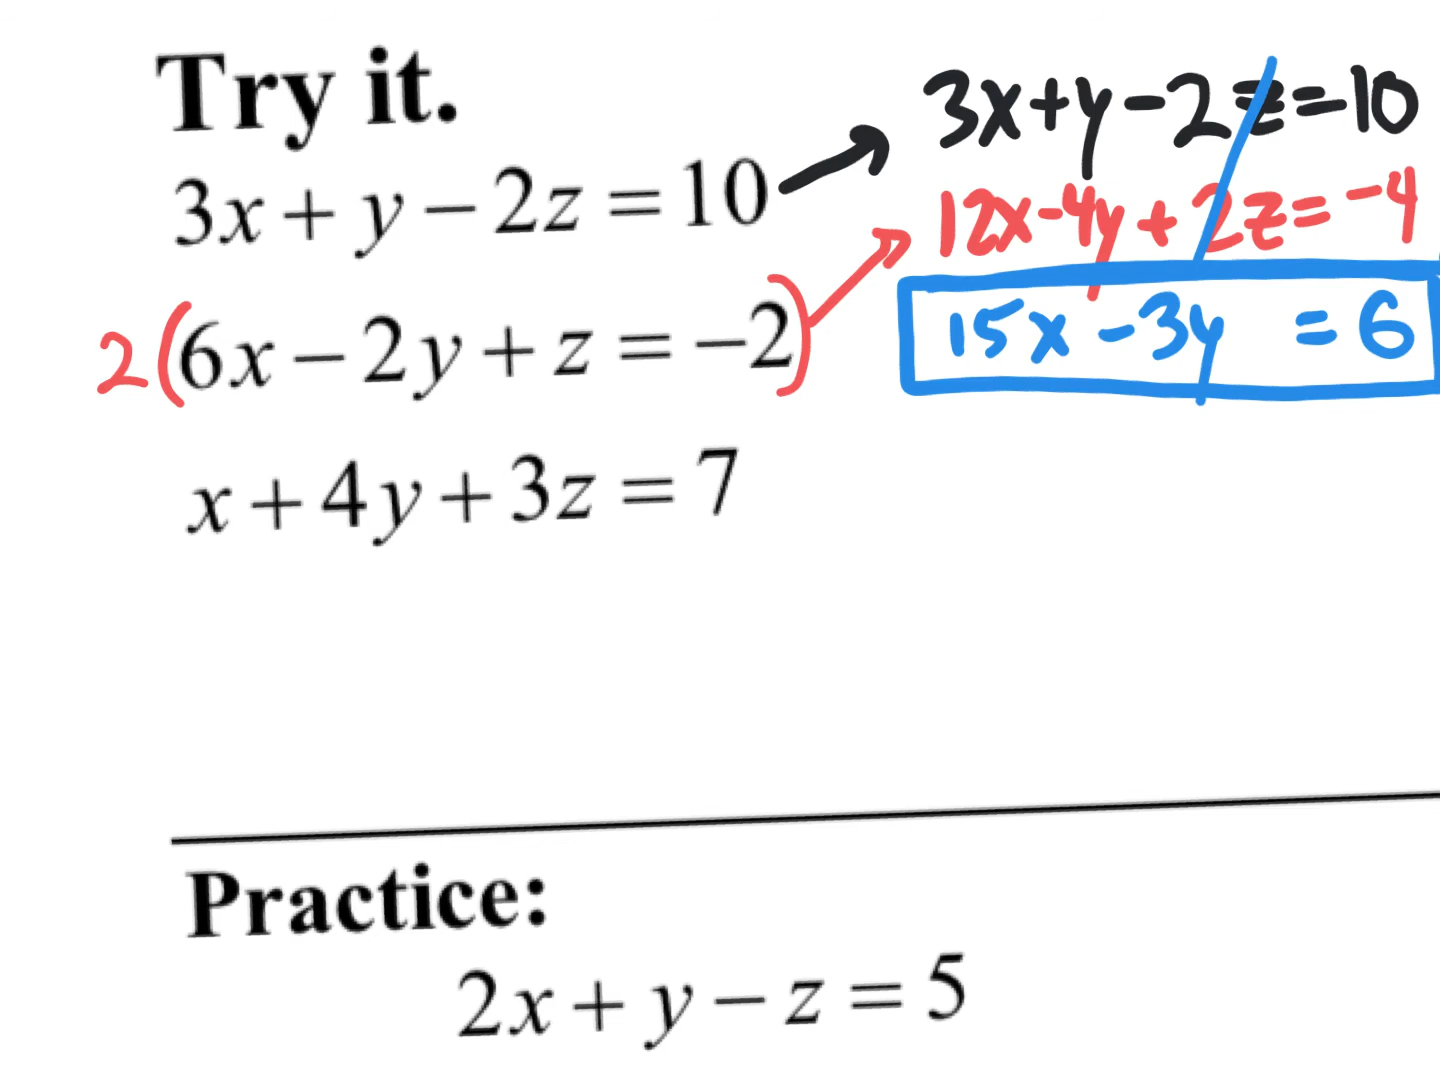 Try it.
3x + y − 2z = 10
3x+y-2z=10
2(6x − 2y + z = −2)
12x-4y+2z=-4
15x-3y =6
x + 4y + 3z = 7
Practice:
2x + y − z = 5